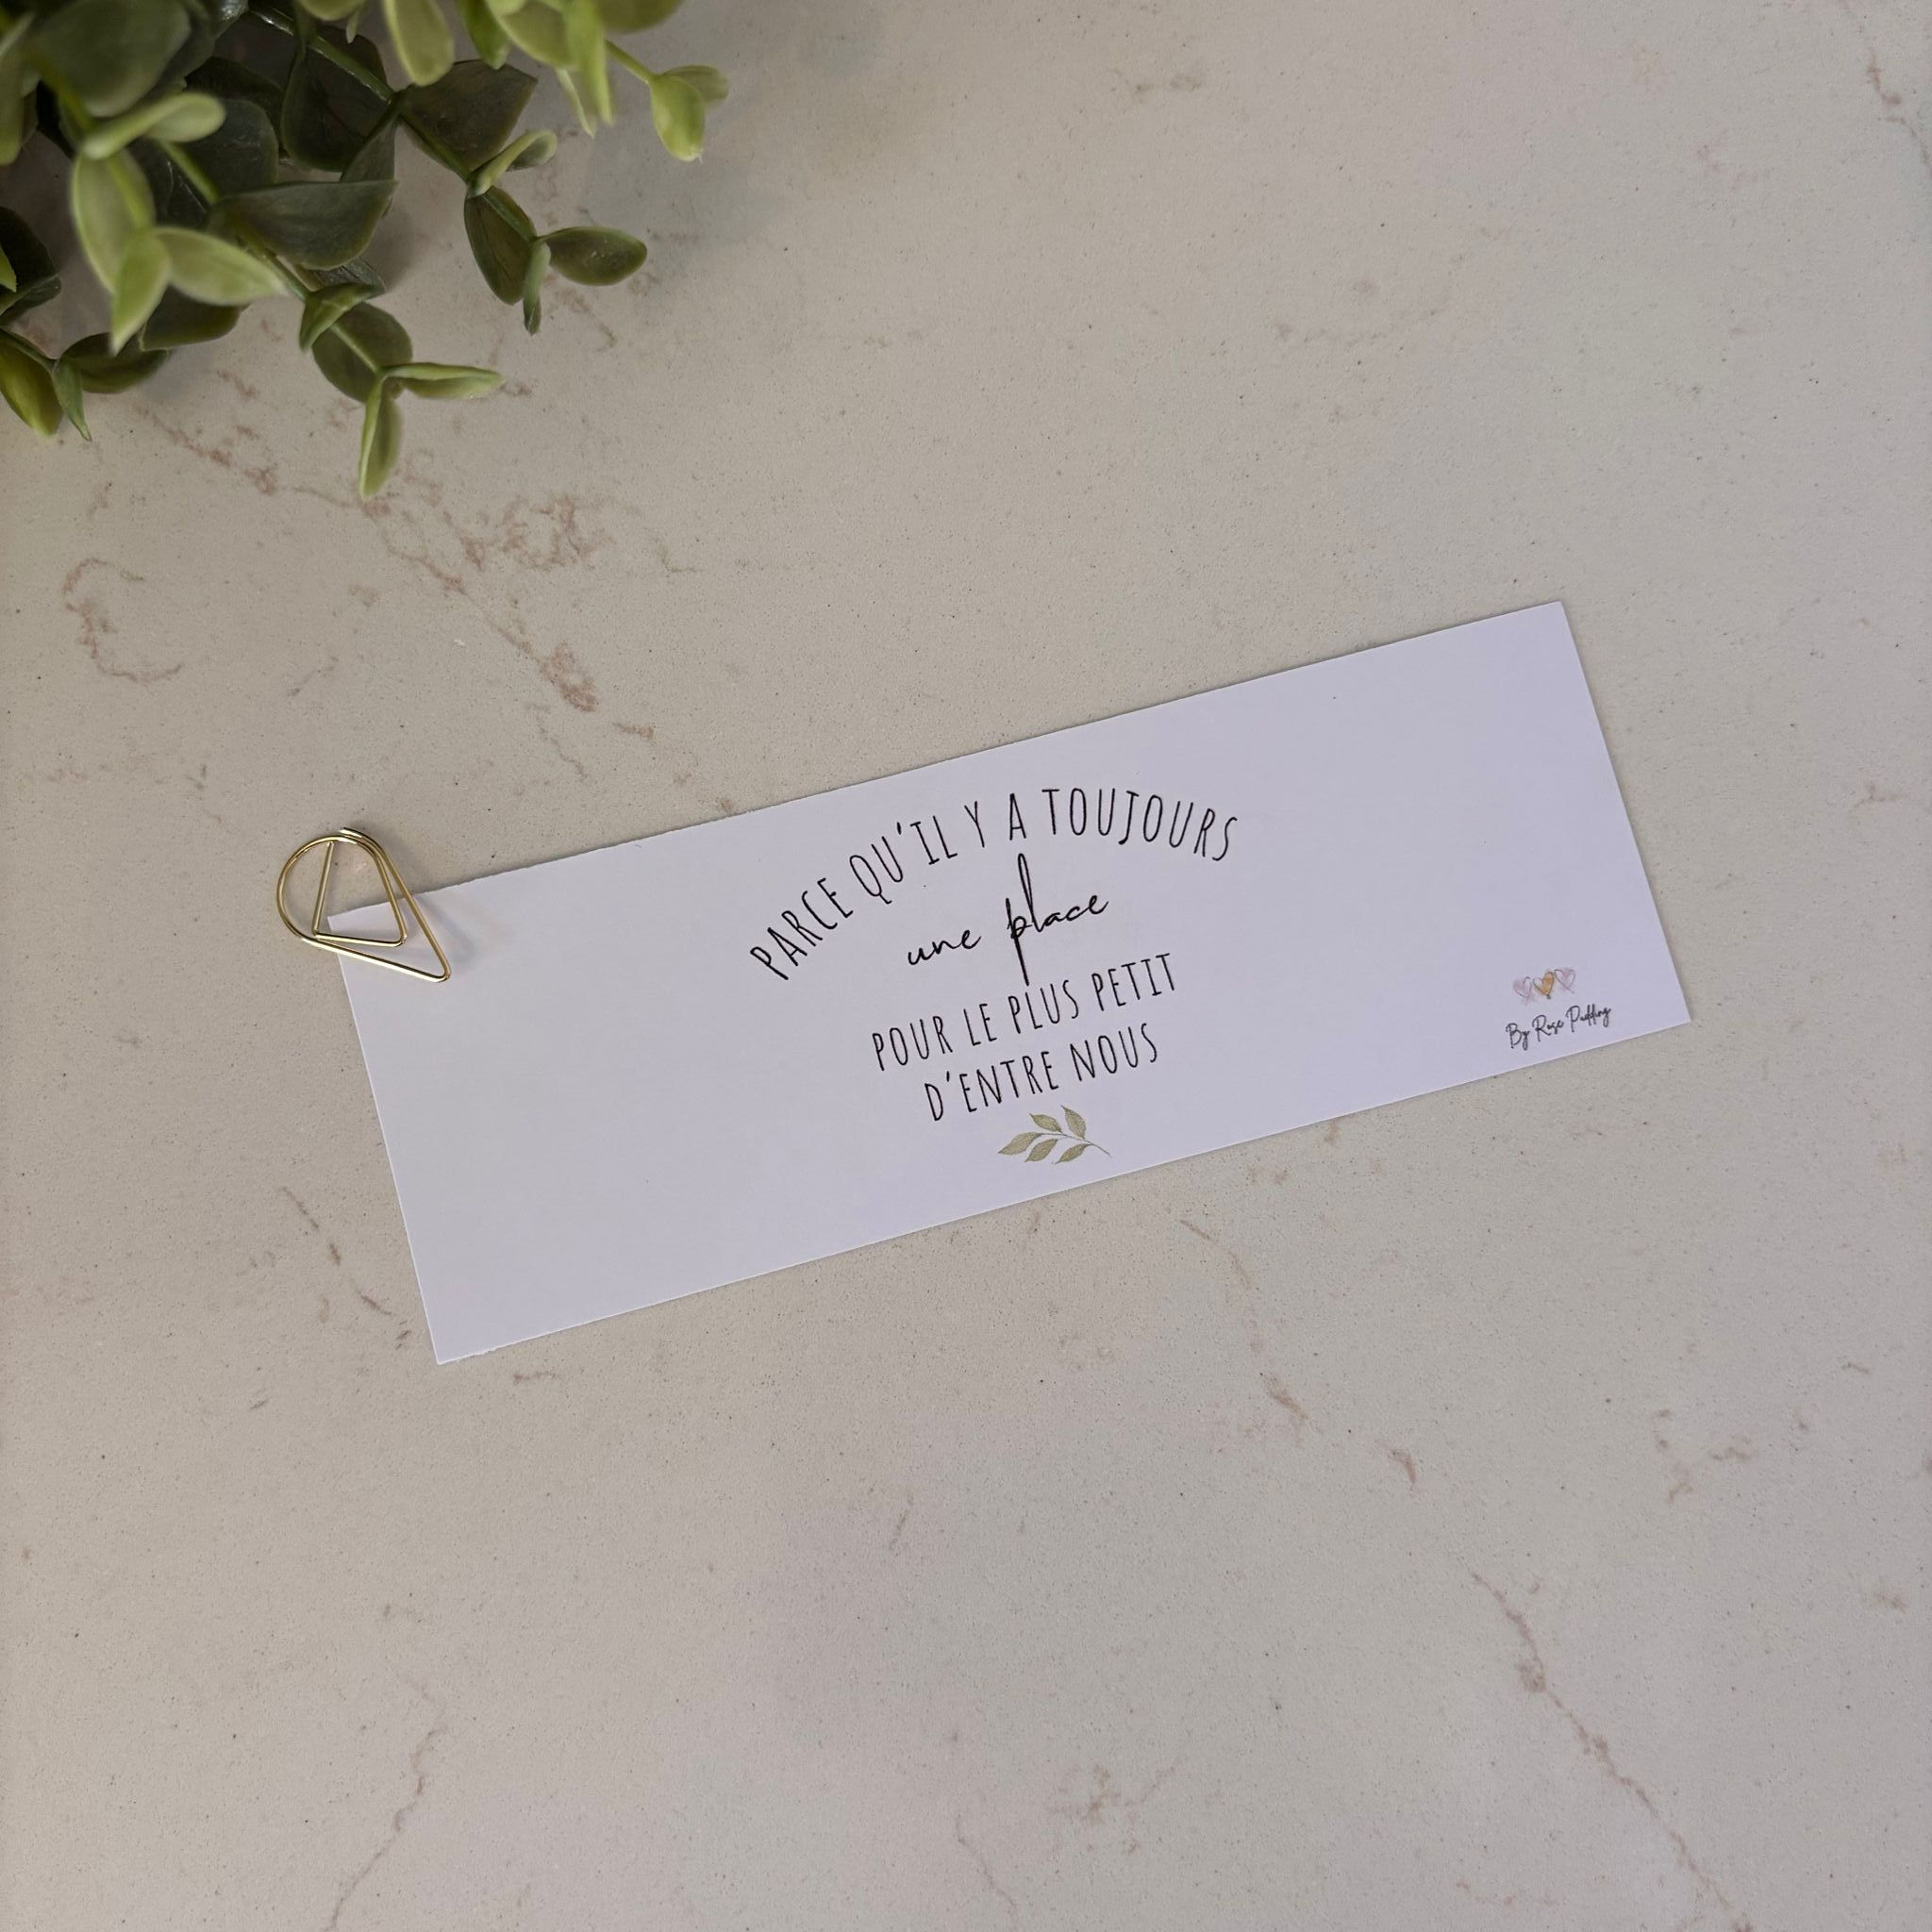 PARCE QU'IL Y A TOUJOURS
une place
POUR LE PLUS PETIT
D'ENTRE NOUS
By Rose Pudding